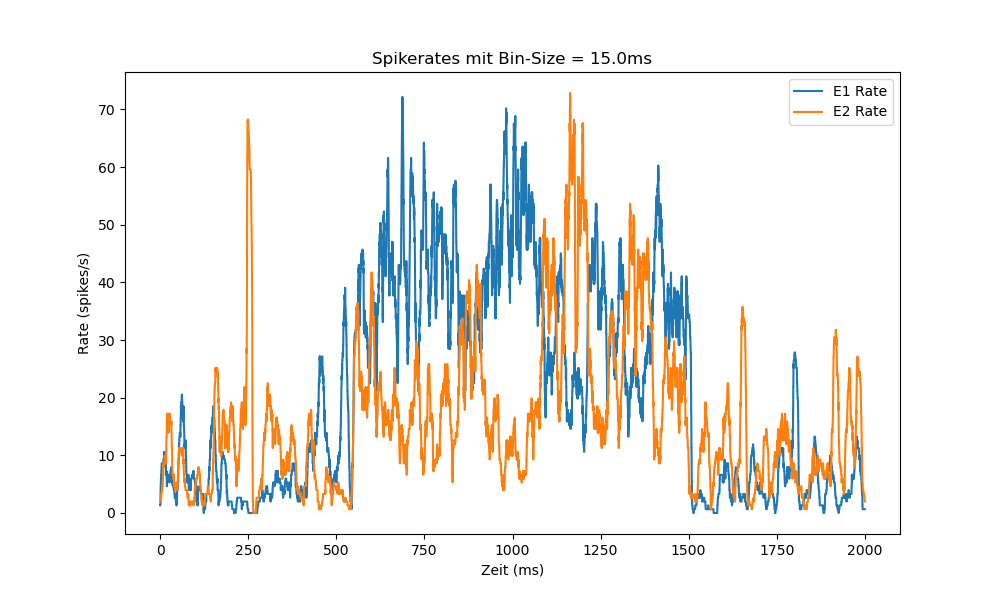 Spikerates mit Bin-Size = 15.0ms
E1 Rate
E2 Rate
Rate (spikes/s)
70
60
50
40
30
20
10
0
0 250 500 750 1000 1250 1500 1750 2000
Zeit (ms)